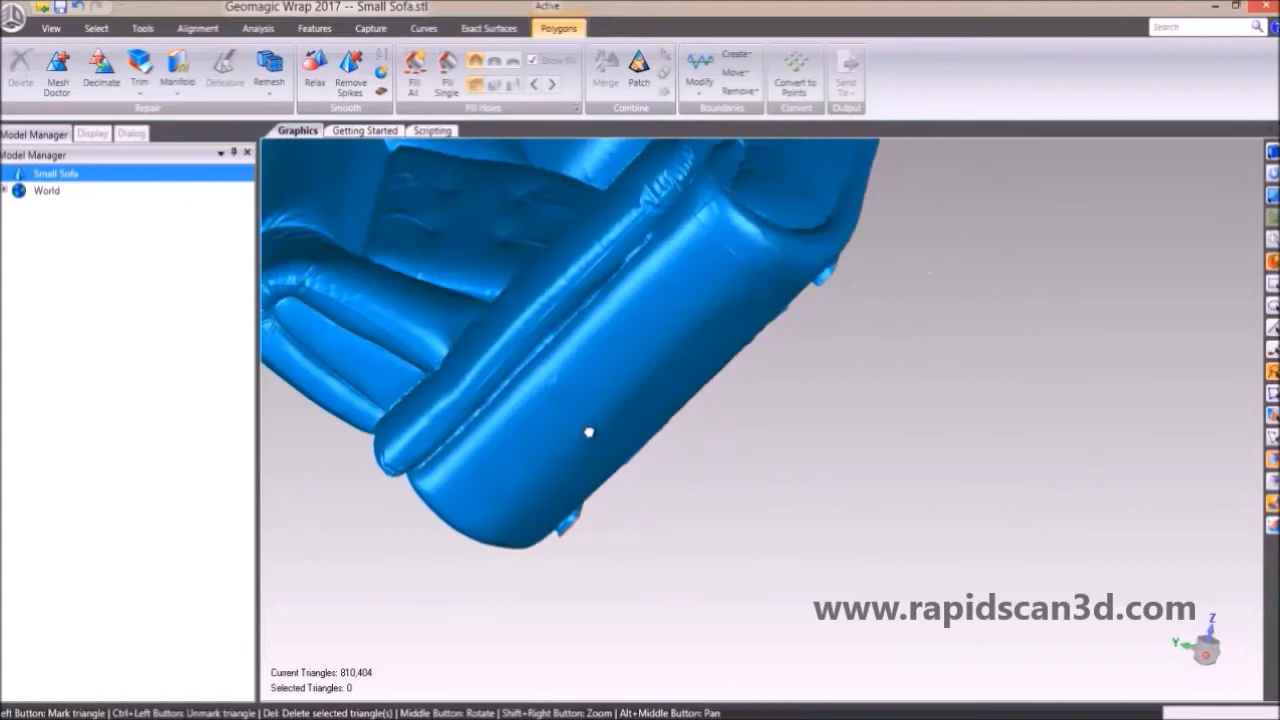 Geomagic Wrap 2017 -- Small Sofa.stl
Active
View Select Tools Alignment Analysis Features Capture Curves Exact Surfaces Polygons
Search
Delete Mesh Doctor Decimate Trim Manifold Defeature Remesh
Repair
Relax Remove Spikes
Smooth
Fill All Fill Single Show Fill
Fill Holes
Merge Patch
Combine
Modify Create Move Remove
Boundaries
Convert to Points
Convert
Send To
Output
Model Manager Display Dialog
Graphics Getting Started Scripting
Model Manager
Small Sofa
World
www.rapidscan3d.com
Z
Y
Current Triangles: 810,404
Selected Triangles: 0
eft Button: Mark triangle | Ctrl+Left Button: Unmark triangle | Del: Delete selected triangle(s) | Middle Button: Rotate | Shift+Right Button: Zoom | Alt+Middle Button: Pan